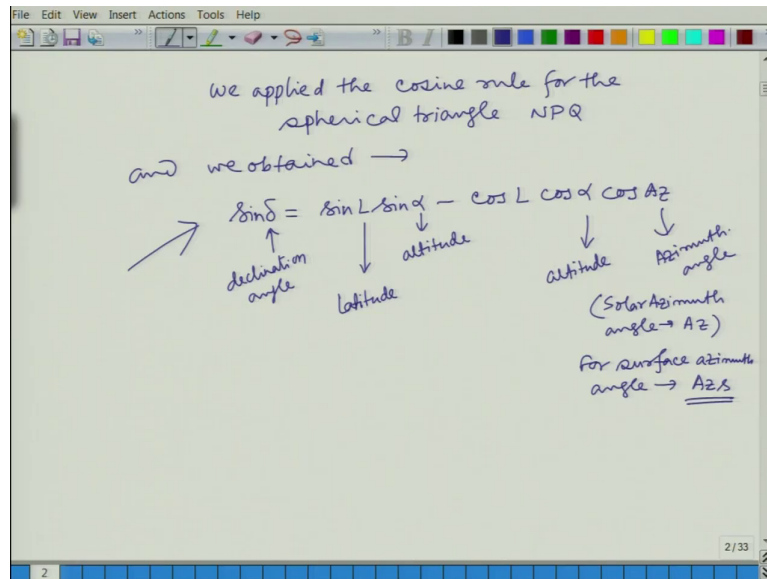 File Edit View Insert Actions Tools Help
we applied the cosine rule for the
spherical triangle NPQ
and we obtained →
sinδ = sinL sinα - cosL cosα cosAz
declination angle
latitude
altitude
altitude
Azimuth angle
(Solar Azimuth
angle → Az)
For surface azimuth
angle → Azs
2/33
2